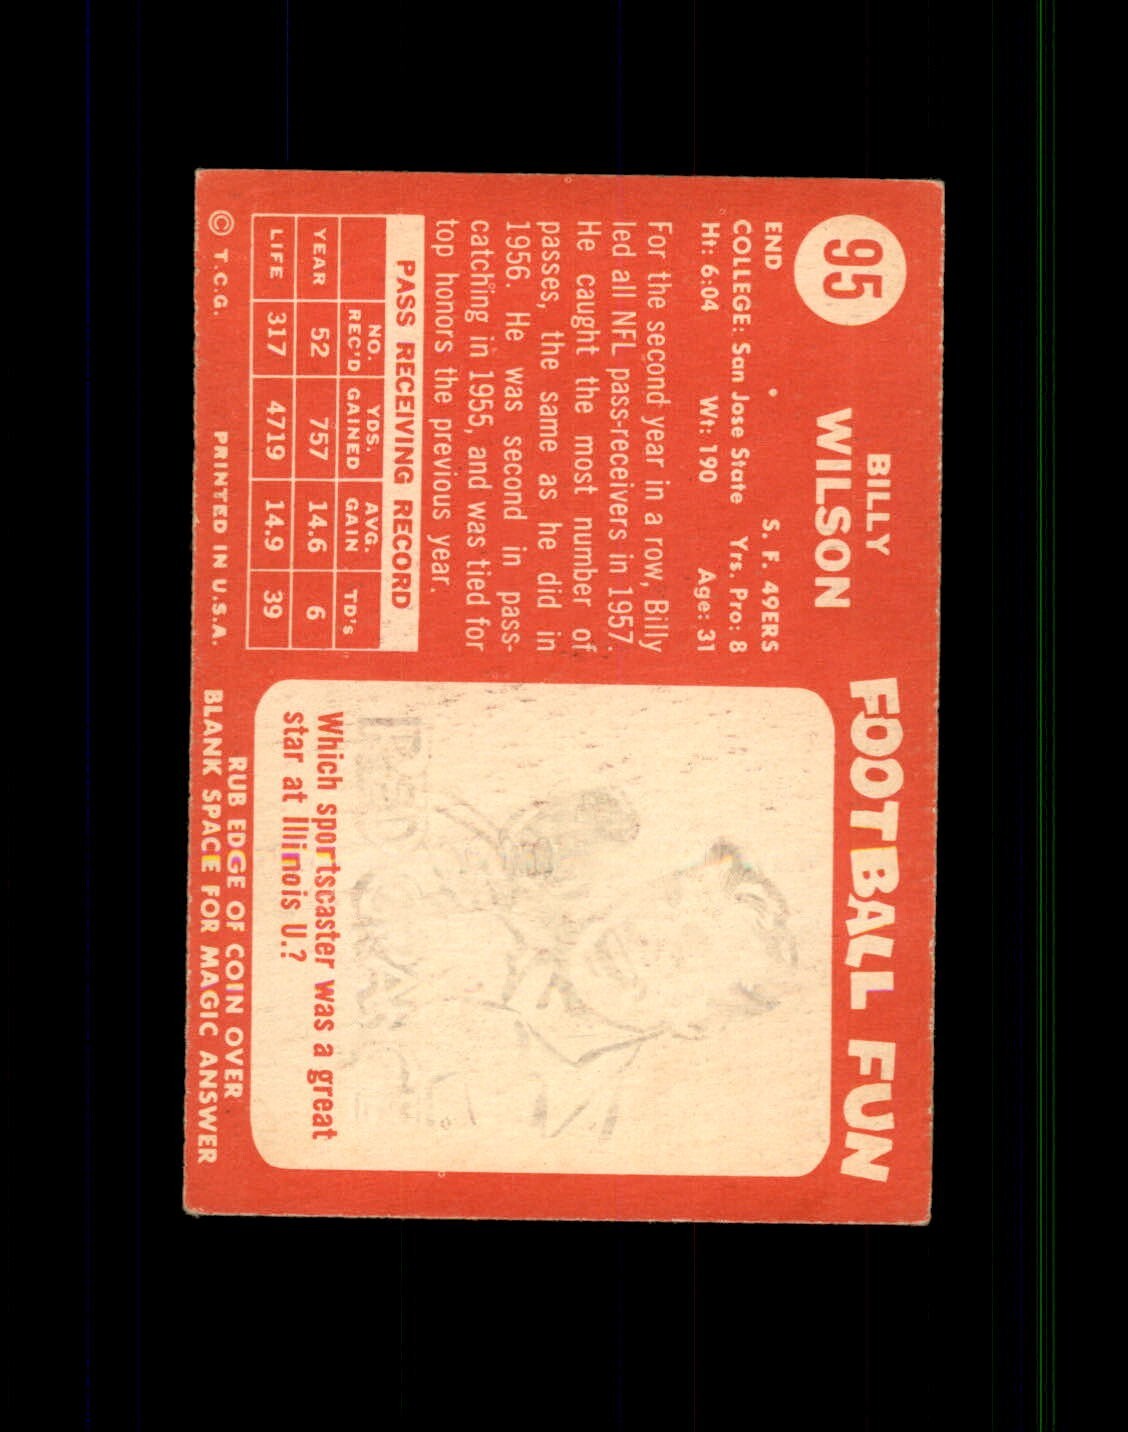 95
BILLY
WILSON
END S. F. 49ERS
COLLEGE: San Jose State Yrs. Pro: 8
Ht: 6:04 Wt: 190 Age: 31
For the second year in a row, Billy
led all NFL pass-receivers in 1957.
He caught the most number of
passes, the same as he did in
1956. He was second in pass-
catching in 1955, and was tied for
top honors the previous year.
PASS RECEIVING RECORD
NO. REC'D YDS. GAINED AVG. GAIN TD's
YEAR 52 757 14.6 6
LIFE 317 4719 14.9 39
© T.C.G. PRINTED IN U.S.A.
FOOTBALL FUN
RED GRANGE
Which sportscaster was a great
star at Illinois U.?
RUB EDGE OF COIN OVER
BLANK SPACE FOR MAGIC ANSWER